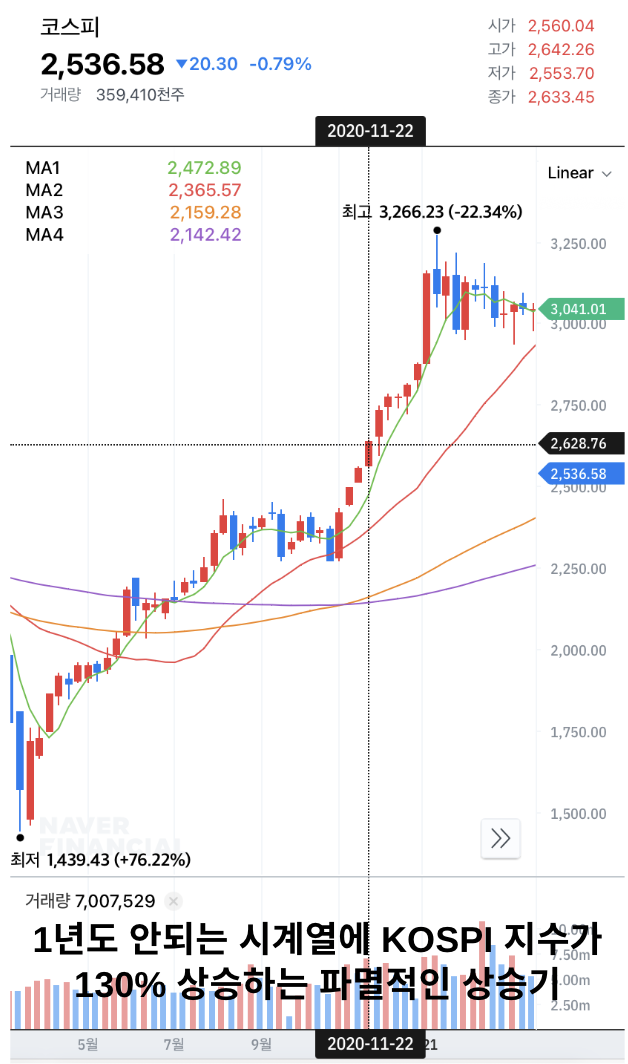 코스피
2,536.58 ▼20.30 -0.79%
거래량 359,410천주
시가 2,560.04
고가 2,642.26
저가 2,553.70
종가 2,633.45
2020-11-22
MA1 2,472.89
MA2 2,365.57
MA3 2,159.28
MA4 2,142.42
Linear
최고 3,266.23 (-22.34%)
3,250.00
3,041.01
3,000.00
2,750.00
2,628.76
2,536.58
2,500.00
2,250.00
2,000.00
1,750.00
1,500.00
NAVER
FINANCIAL
최저 1,439.43 (+76.22%)
거래량 7,007,529
1년도 안되는 시계열에 KOSPI 지수가
130% 상승하는 파멸적인 상승기
7.50m
5.00m
2.50m
5월 7월 9월 2020-11-22 21